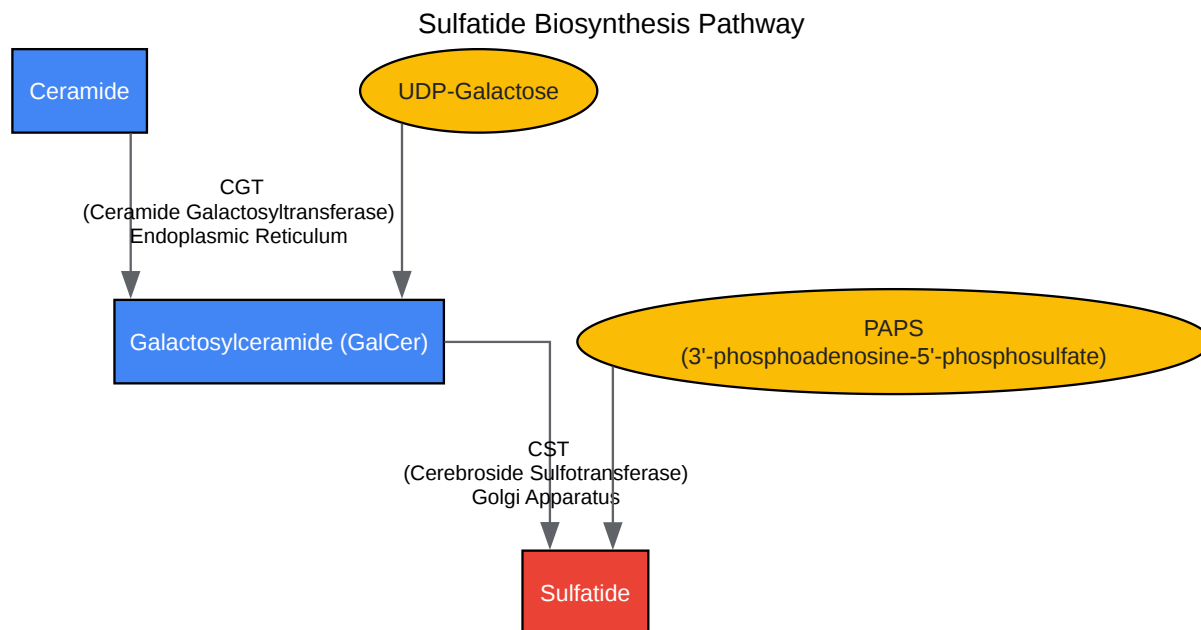 Sulfatide Biosynthesis Pathway
Ceramide
UDP-Galactose
CGT
(Ceramide Galactosyltransferase)
Endoplasmic Reticulum
Galactosylceramide (GalCer)
PAPS
(3'-phosphoadenosine-5'-phosphosulfate)
CST
(Cerebroside Sulfotransferase)
Golgi Apparatus
Sulfatide